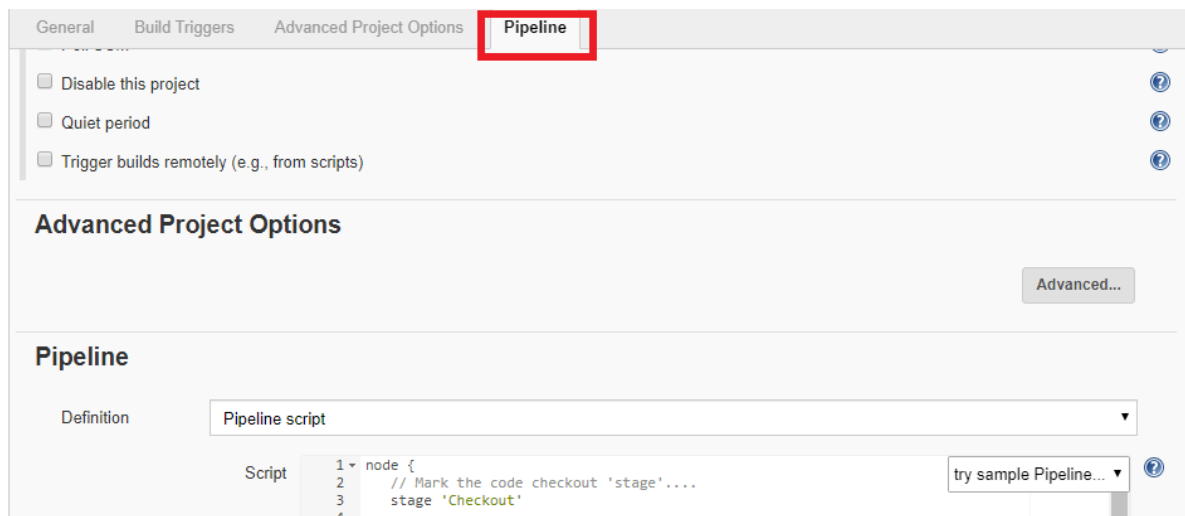 General Build Triggers Advanced Project Options Pipeline
Disable this project
Quiet period
Trigger builds remotely (e.g., from scripts)
Advanced Project Options
Advanced...
Pipeline
Definition Pipeline script
Script 1 node { try sample Pipeline...
2 // Mark the code checkout 'stage'....
3 stage 'Checkout'